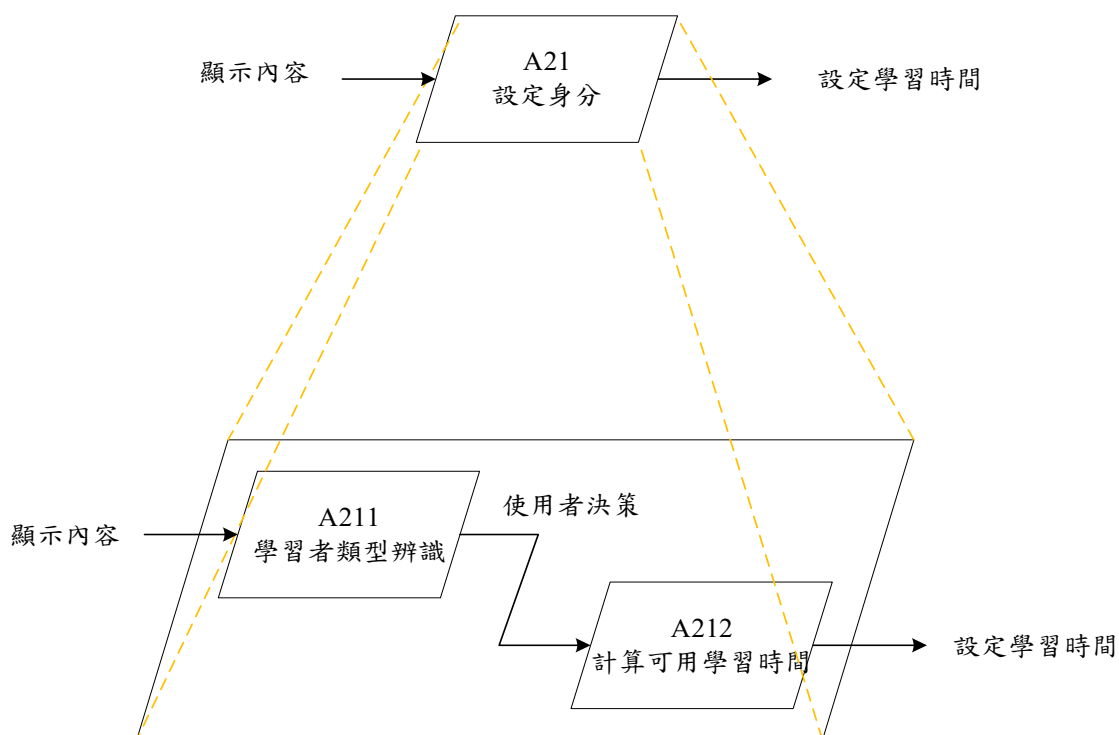 顯示內容
A21
設定身分
設定學習時間
顯示內容
A211
學習者類型辨識
使用者決策
A212
計算可用學習時間
設定學習時間